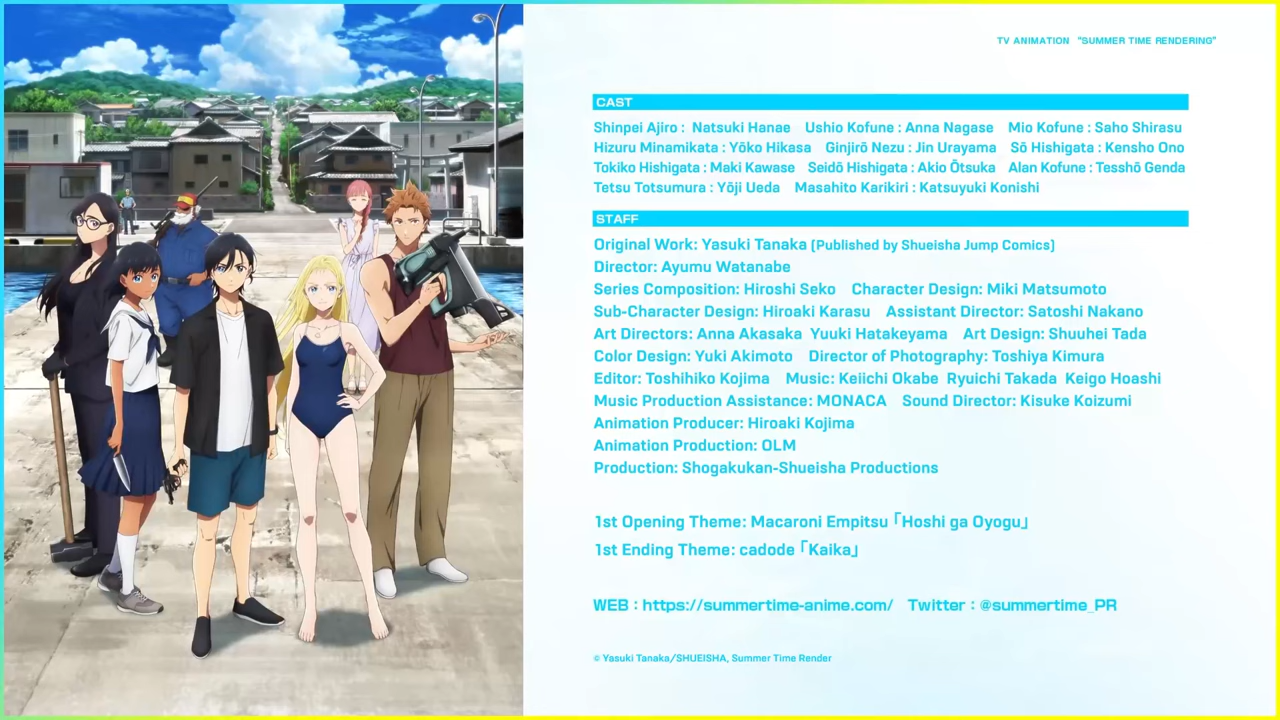 TV ANIMATION "SUMMER TIME RENDERING"
CAST
Shinpei Ajiro : Natsuki Hanae Ushio Kofune : Anna Nagase Mio Kofune : Saho Shirasu
Hizuru Minamikata : Yōko Hikasa Ginjirō Nezu : Jin Urayama Sō Hishigata : Kensho Ono
Tokiko Hishigata : Maki Kawase Seidō Hishigata : Akio Ōtsuka Alan Kofune : Tesshō Genda
Tetsu Totsumura : Yōji Ueda Masahito Karikiri : Katsuyuki Konishi
STAFF
Original Work: Yasuki Tanaka (Published by Shueisha Jump Comics)
Director: Ayumu Watanabe
Series Composition: Hiroshi Seko Character Design: Miki Matsumoto
Sub-Character Design: Hiroaki Karasu Assistant Director: Satoshi Nakano
Art Directors: Anna Akasaka Yuuki Hatakeyama Art Design: Shuuhei Tada
Color Design: Yuki Akimoto Director of Photography: Toshiya Kimura
Editor: Toshihiko Kojima Music: Keiichi Okabe Ryuichi Takada Keigo Hoashi
Music Production Assistance: MONACA Sound Director: Kisuke Koizumi
Animation Producer: Hiroaki Kojima
Animation Production: OLM
Production: Shogakukan-Shueisha Productions
1st Opening Theme: Macaroni Empitsu「Hoshi ga Oyogu」
1st Ending Theme: cadode「Kaika」
WEB : https://summertime-anime.com/ Twitter : @summertime_PR
© Yasuki Tanaka/SHUEISHA, Summer Time Render